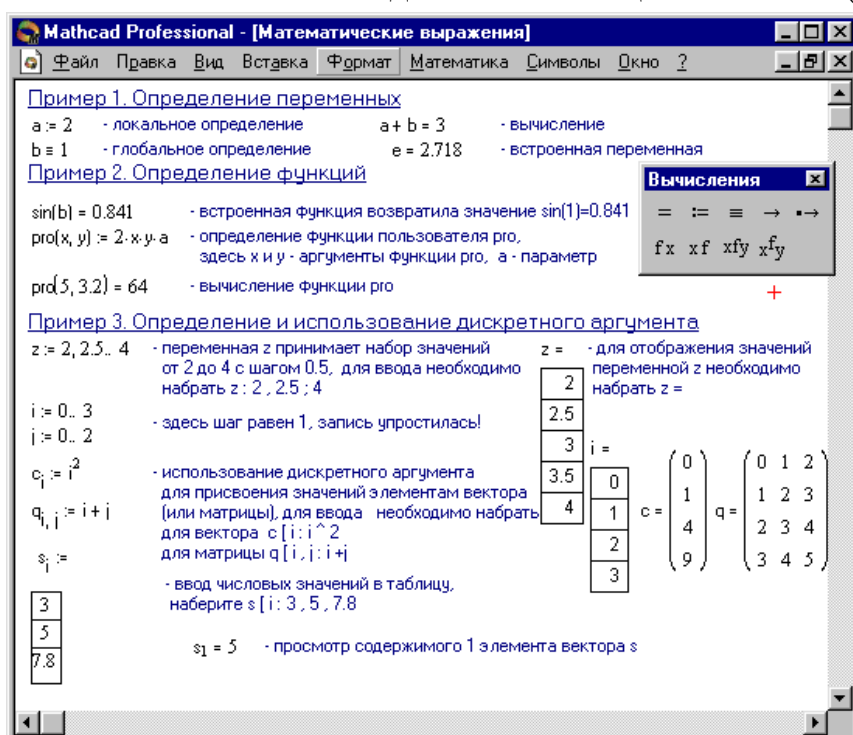 Mathcad Professional - [Математические выражения]
Файл Правка Вид Вставка Формат Математика Символы Окно ?
Пример 1. Определение переменных
a := 2 - локальное определение a + b = 3 - вычисление
b ≡ 1 - глобальное определение e = 2.718 - встроенная переменная
Пример 2. Определение функций
Вычисления
= := ≡ → ▪→
fx xf xfy x^f y
sin(b) = 0.841 - встроенная функция возвратила значение sin(1)=0.841
pro(x, y) := 2·x·y·a - определение функции пользователя pro,
здесь x и y - аргументы функции pro, a - параметр
pro(5, 3.2) = 64 - вычисление функции pro
Пример 3. Определение и использование дискретного аргумента
z := 2, 2.5.. 4 - переменная z принимает набор значений
от 2 до 4 с шагом 0.5, для ввода необходимо
набрать z : 2 , 2.5 ; 4
z = - для отображения значений
переменной z необходимо
набрать z =
2
2.5
3
3.5
4
i := 0.. 3
j := 0.. 2
- здесь шаг равен 1, запись упростилась!
i =
0
1
2
3
c_i := i^2 - использование дискретного аргумента
для присвоения значений элементам вектора
q_i, j := i + j (или матрицы), для ввода необходимо набрать
для вектора c [ i : i ^ 2
для матрицы q [ i , j : i +j
c = (0 1 4 9)
q =
0 1 2
1 2 3
2 3 4
3 4 5
s_i :=
3
5
7.8
- ввод числовых значений в таблицу,
наберите s [ i : 3 , 5 , 7.8
s_1 = 5 - просмотр содержимого 1 элемента вектора s